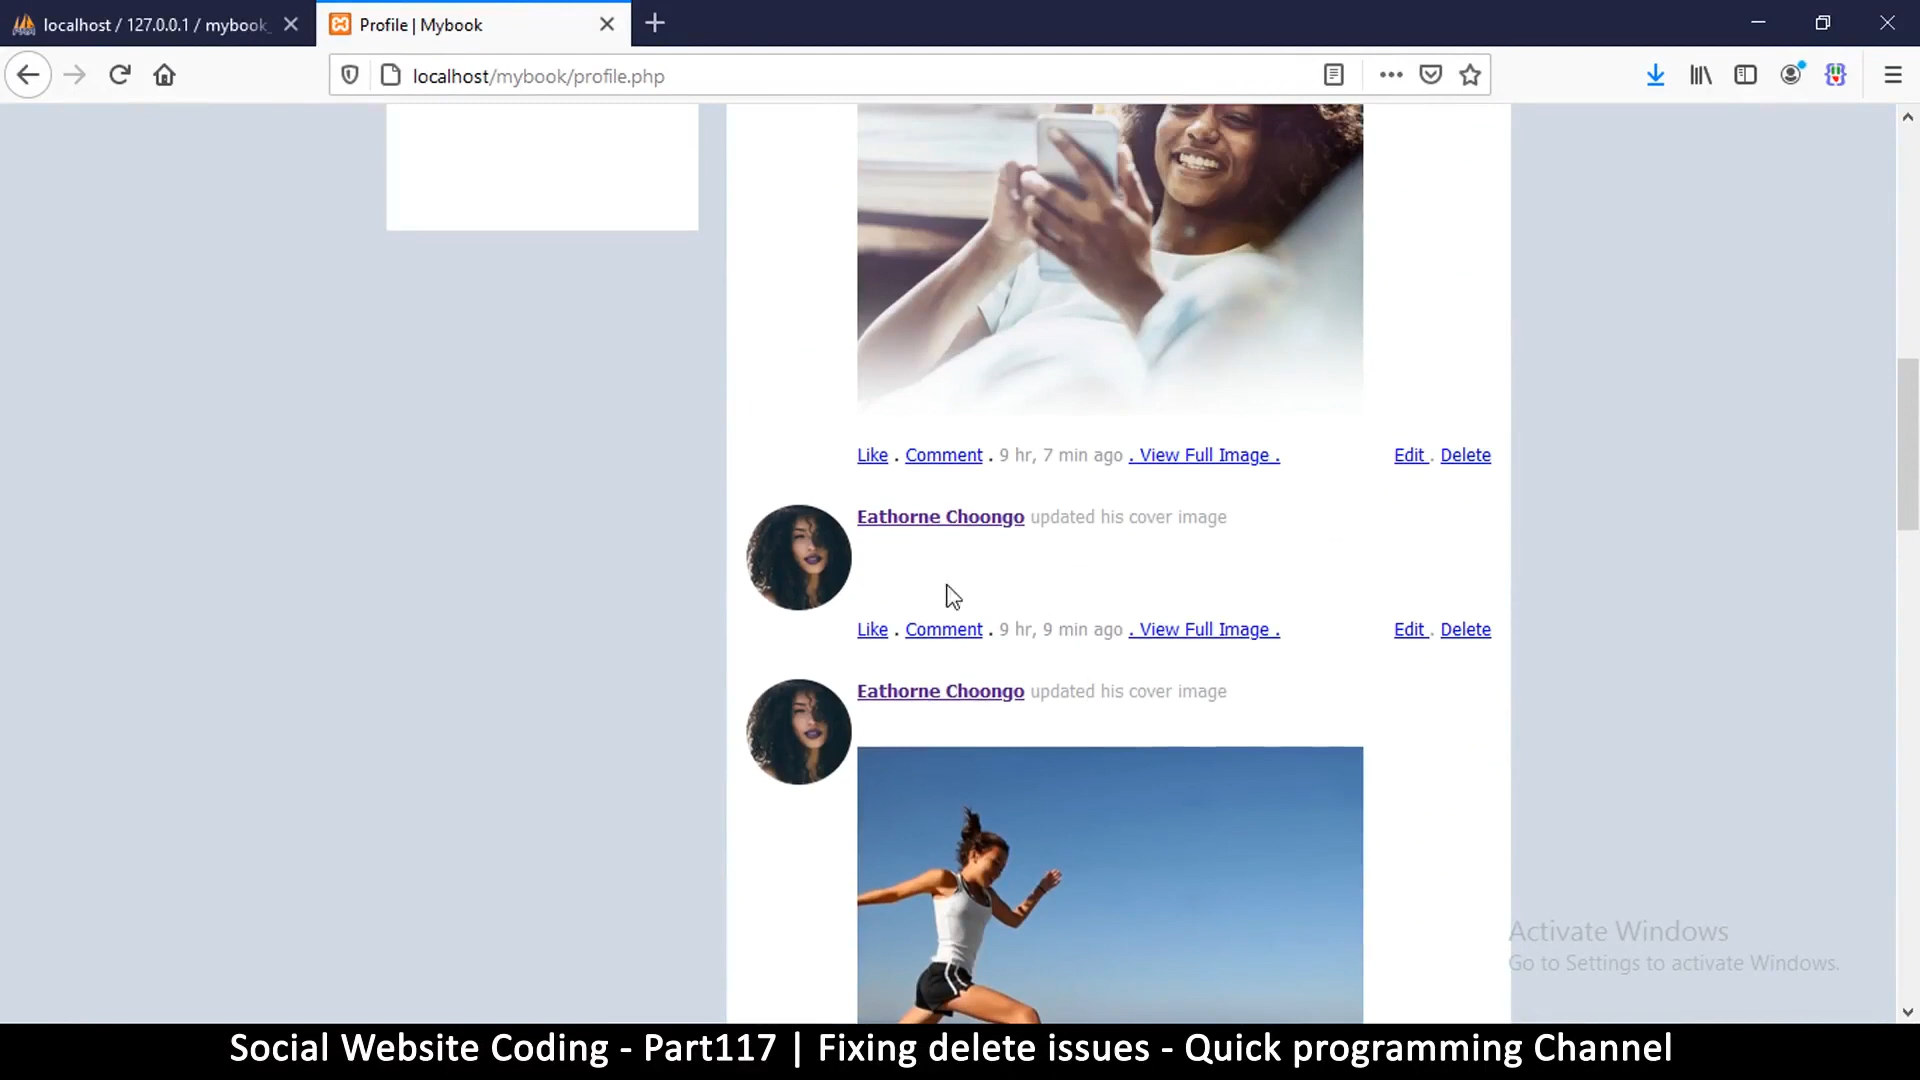 localhost / 127.0.0.1 / mybook_
Profile | Mybook
localhost/mybook/profile.php
Like . Comment . 9 hr, 7 min ago . View Full Image . Edit . Delete
Eathorne Choongo updated his cover image
Like . Comment . 9 hr, 9 min ago . View Full Image . Edit . Delete
Eathorne Choongo updated his cover image
Activate Windows
Go to Settings to activate Windows.
Social Website Coding - Part117 | Fixing delete issues - Quick programming Channel